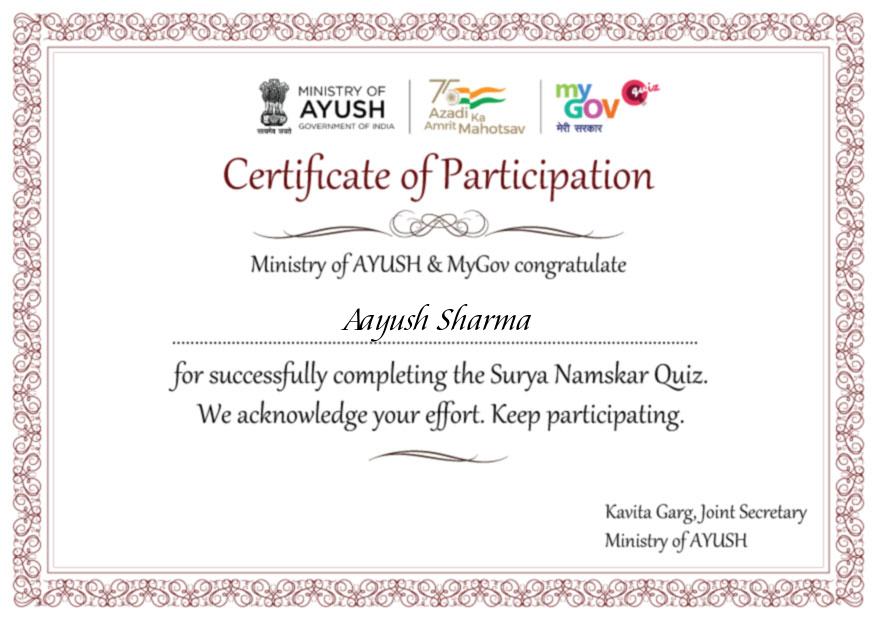 MINISTRY OF
AYUSH
GOVERNMENT OF INDIA
सत्यमेव जयते
75
Azadi Ka
Amrit Mahotsav
my
GOV
quiz
मेरी सरकार
Certificate of Participation
Ministry of AYUSH & MyGov congratulate
Aayush Sharma
for successfully completing the Surya Namskar Quiz.
We acknowledge your effort. Keep participating.
Kavita Garg, Joint Secretary
Ministry of AYUSH